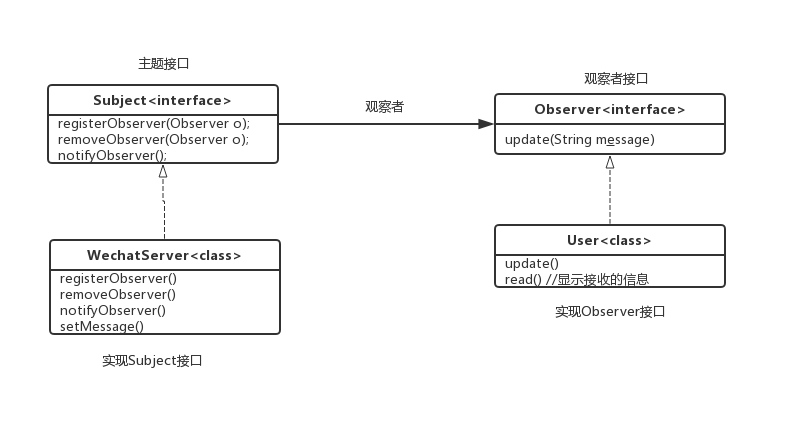 主题接口
Subject<interface>
registerObserver(Observer o);
removeObserver(Observer o);
notifyObserver();
观察者
观察者接口
Observer<interface>
update(String message)
WechatServer<class>
registerObserver()
removeObserver()
notifyObserver()
setMessage()
实现Subject接口
User<class>
update()
read() //显示接收的信息
实现Observer接口